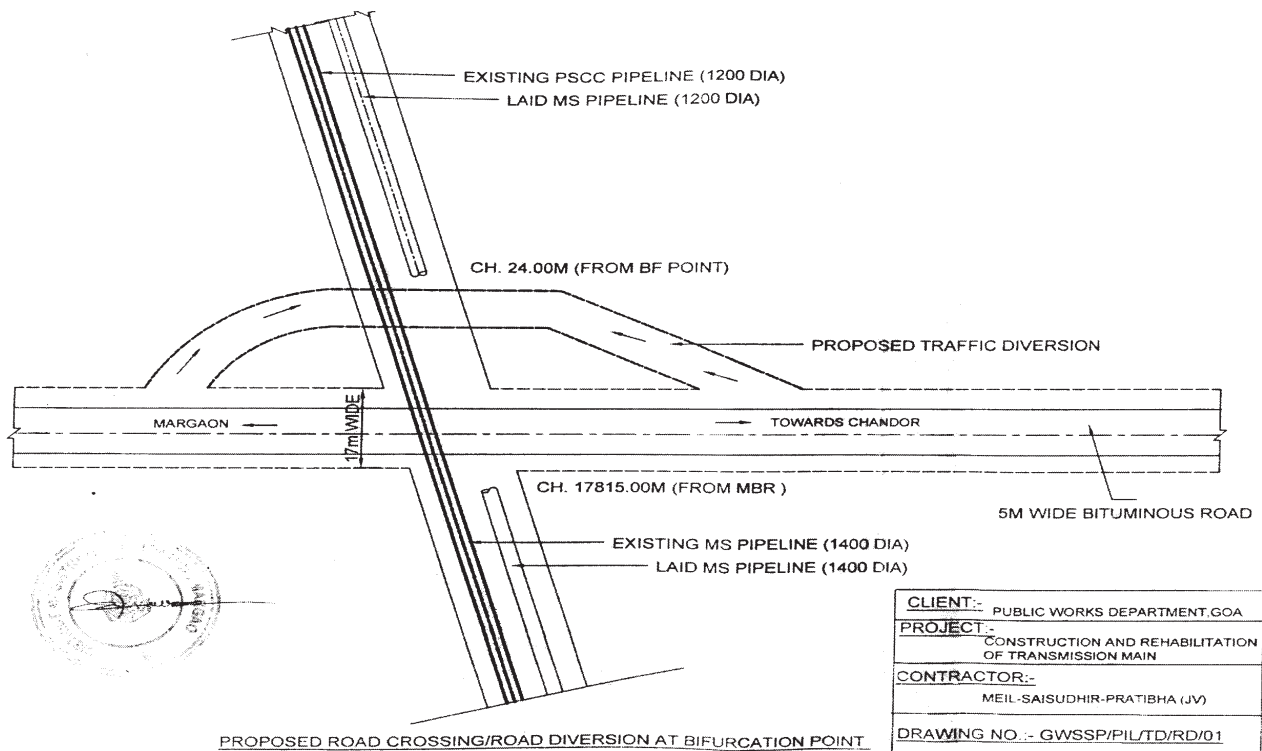 EXISTING PSCC PIPELINE (1200 DIA)
LAID MS PIPELINE (1200 DIA)
CH. 24.00M (FROM BF POINT)
PROPOSED TRAFFIC DIVERSION
MARGAON
17m WIDE
TOWARDS CHANDOR
CH. 17815.00M (FROM MBR )
5M WIDE BITUMINOUS ROAD
EXISTING MS PIPELINE (1400 DIA)
LAID MS PIPELINE (1400 DIA)
MARGAO
CLIENT:- PUBLIC WORKS DEPARTMENT,GOA
PROJECT:-
CONSTRUCTION AND REHABILITATION
OF TRANSMISSION MAIN
CONTRACTOR:-
MEIL-SAISUDHIR-PRATIBHA (JV)
DRAWING NO.:- GWSSP/PIL/TD/RD/01
PROPOSED ROAD CROSSING/ROAD DIVERSION AT BIFURCATION POINT